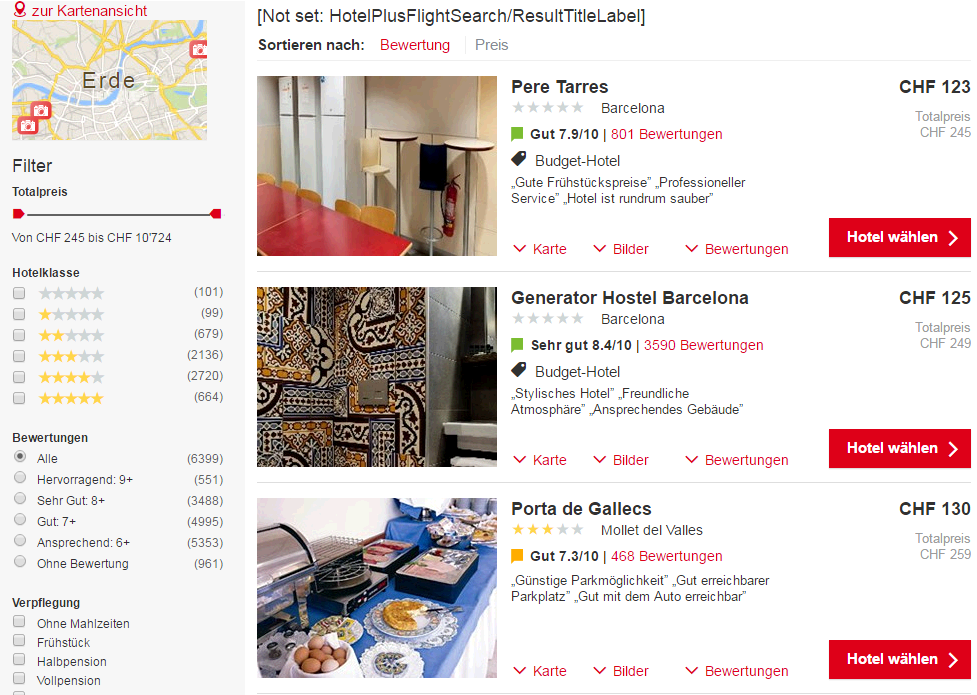 zur Kartenansicht
Erde
Filter
Totalpreis
Von CHF 245 bis CHF 10'724
Hotelklasse
(101)
(99)
(679)
(2136)
(2720)
(664)
Bewertungen
Alle (6399)
Hervorragend: 9+ (551)
Sehr Gut: 8+ (3488)
Gut: 7+ (4995)
Ansprechend: 6+ (5353)
Ohne Bewertung (961)
Verpflegung
Ohne Mahlzeiten
Frühstück
Halbpension
Vollpension
[Not set: HotelPlusFlightSearch/ResultTitleLabel]
Sortieren nach: Bewertung Preis
Pere Tarres CHF 123
Barcelona Totalpreis
CHF 245
Gut 7.9/10 | 801 Bewertungen
Budget-Hotel
„Gute Frühstückspreise” „Professioneller
Service” „Hotel ist rundrum sauber”
Karte Bilder Bewertungen Hotel wählen
Generator Hostel Barcelona CHF 125
Barcelona Totalpreis
CHF 249
Sehr gut 8.4/10 | 3590 Bewertungen
Budget-Hotel
„Stylisches Hotel” „Freundliche
Atmosphäre” „Ansprechendes Gebäude”
Karte Bilder Bewertungen Hotel wählen
Porta de Gallecs CHF 130
Mollet del Valles Totalpreis
CHF 259
Gut 7.3/10 | 468 Bewertungen
„Günstige Parkmöglichkeit” „Gut erreichbarer
Parkplatz” „Gut mit dem Auto erreichbar”
Karte Bilder Bewertungen Hotel wählen